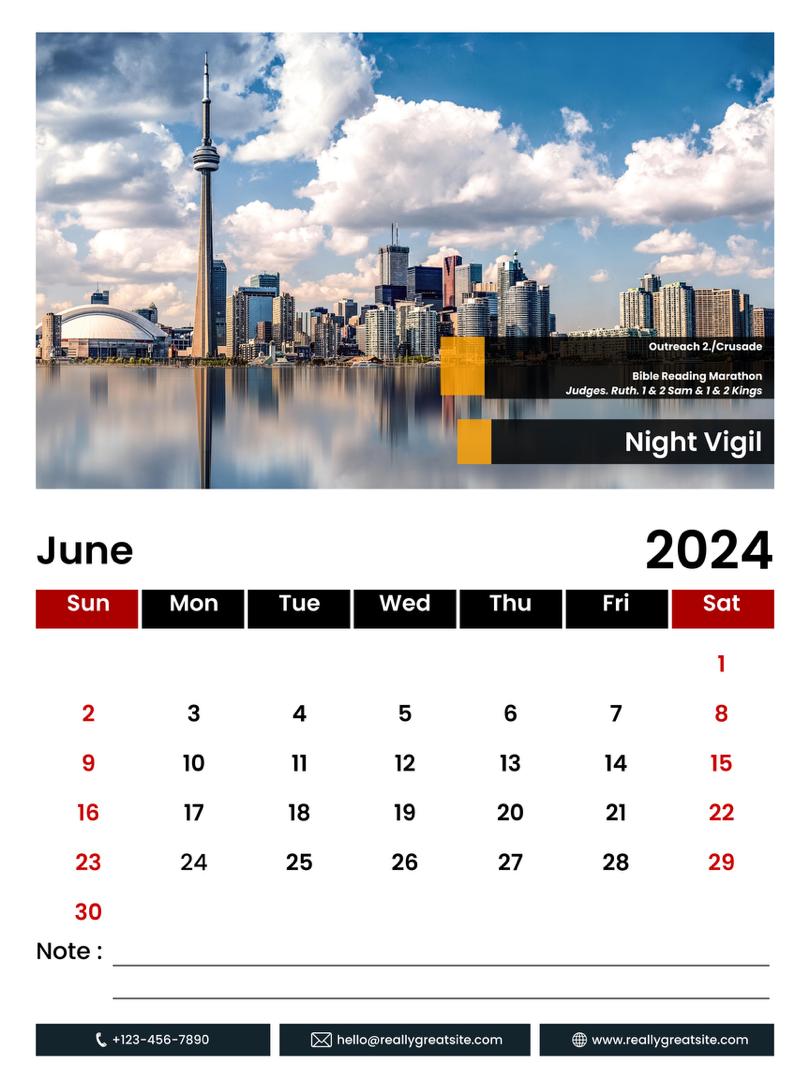 Outreach 2./Crusade
Bible Reading Marathon
Judges. Ruth. 1 & 2 Sam & 1 & 2 Kings
Night Vigil
June 2024
Sun Mon Tue Wed Thu Fri Sat
1
2 3 4 5 6 7 8
9 10 11 12 13 14 15
16 17 18 19 20 21 22
23 24 25 26 27 28 29
30
Note :
+123-456-7890 hello@reallygreatsite.com www.reallygreatsite.com